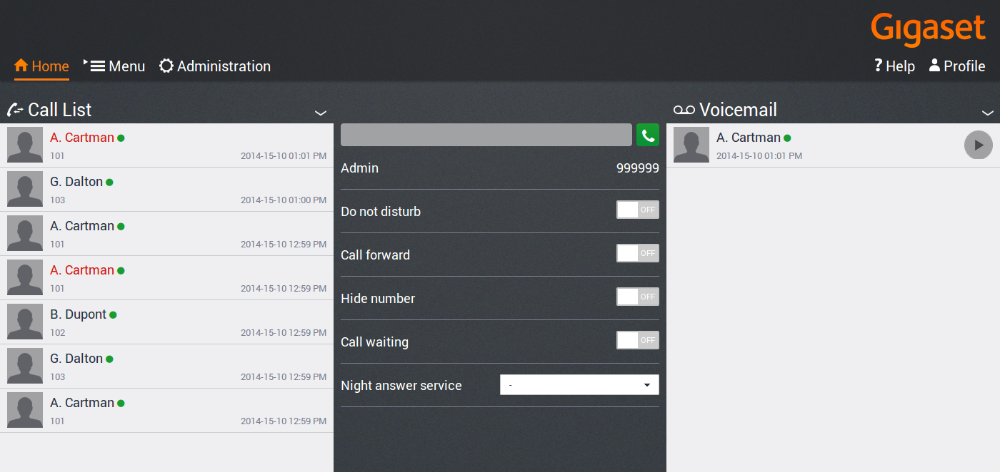 Gigaset
Home Menu Administration
? Help Profile
Call List
A. Cartman
101 2014-15-10 01:01 PM
G. Dalton
103 2014-15-10 01:00 PM
A. Cartman
101 2014-15-10 12:59 PM
A. Cartman
101 2014-15-10 12:59 PM
B. Dupont
102 2014-15-10 12:59 PM
G. Dalton
103 2014-15-10 12:59 PM
A. Cartman
101 2014-15-10 12:59 PM
Admin 999999
Do not disturb OFF
Call forward OFF
Hide number OFF
Call waiting OFF
Night answer service -
Voicemail
A. Cartman
2014-15-10 01:01 PM